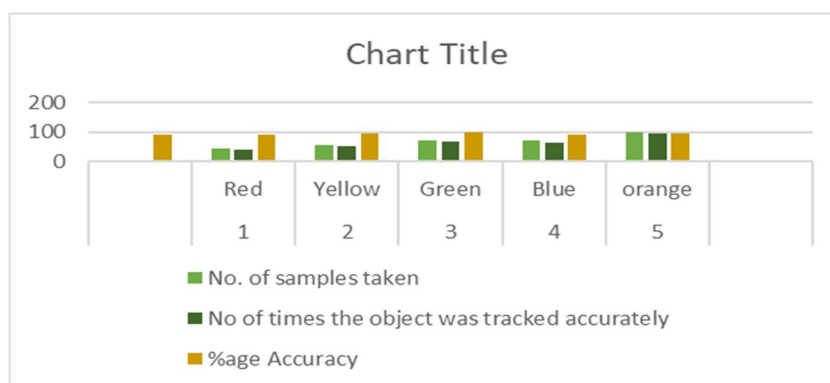 Chart Title
200
100
0
Red Yellow Green Blue orange
1 2 3 4 5
No. of samples taken
No of times the object was tracked accurately
%age Accuracy